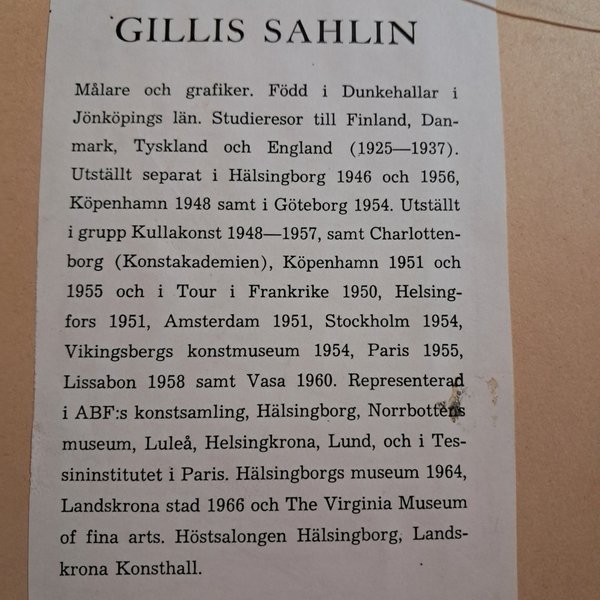 GILLIS SAHLIN
Målare och grafiker. Född i Dunkehallar i
Jönköpings län. Studieresor till Finland, Dan-
mark, Tyskland och England (1925—1937).
Utställt separat i Hälsingborg 1946 och 1956,
Köpenhamn 1948 samt i Göteborg 1954. Utställt
i grupp Kullakonst 1948—1957, samt Charlotten-
borg (Konstakademien), Köpenhamn 1951 och
1955 och i Tour i Frankrike 1950, Helsing-
fors 1951, Amsterdam 1951, Stockholm 1954,
Vikingsbergs konstmuseum 1954, Paris 1955,
Lissabon 1958 samt Vasa 1960. Representerad
i ABF:s konstsamling, Hälsingborg, Norrbottens
museum, Luleå, Helsingkrona, Lund, och i Tes-
sininstitutet i Paris. Hälsingborgs museum 1964,
Landskrona stad 1966 och The Virginia Museum
of fina arts. Höstsalongen Hälsingborg, Lands-
krona Konsthall.